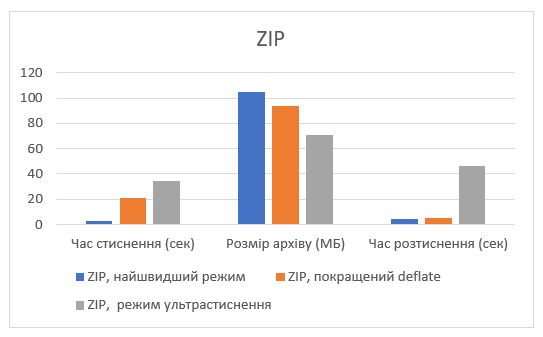 ZIP
120
100
80
60
40
20
0
Час стиснення (сек) Розмір архіву (МБ) Час розтиснення (сек)
ZIP, найшвидший режим ZIP, покращений deflate
ZIP, режим ультрастиснення